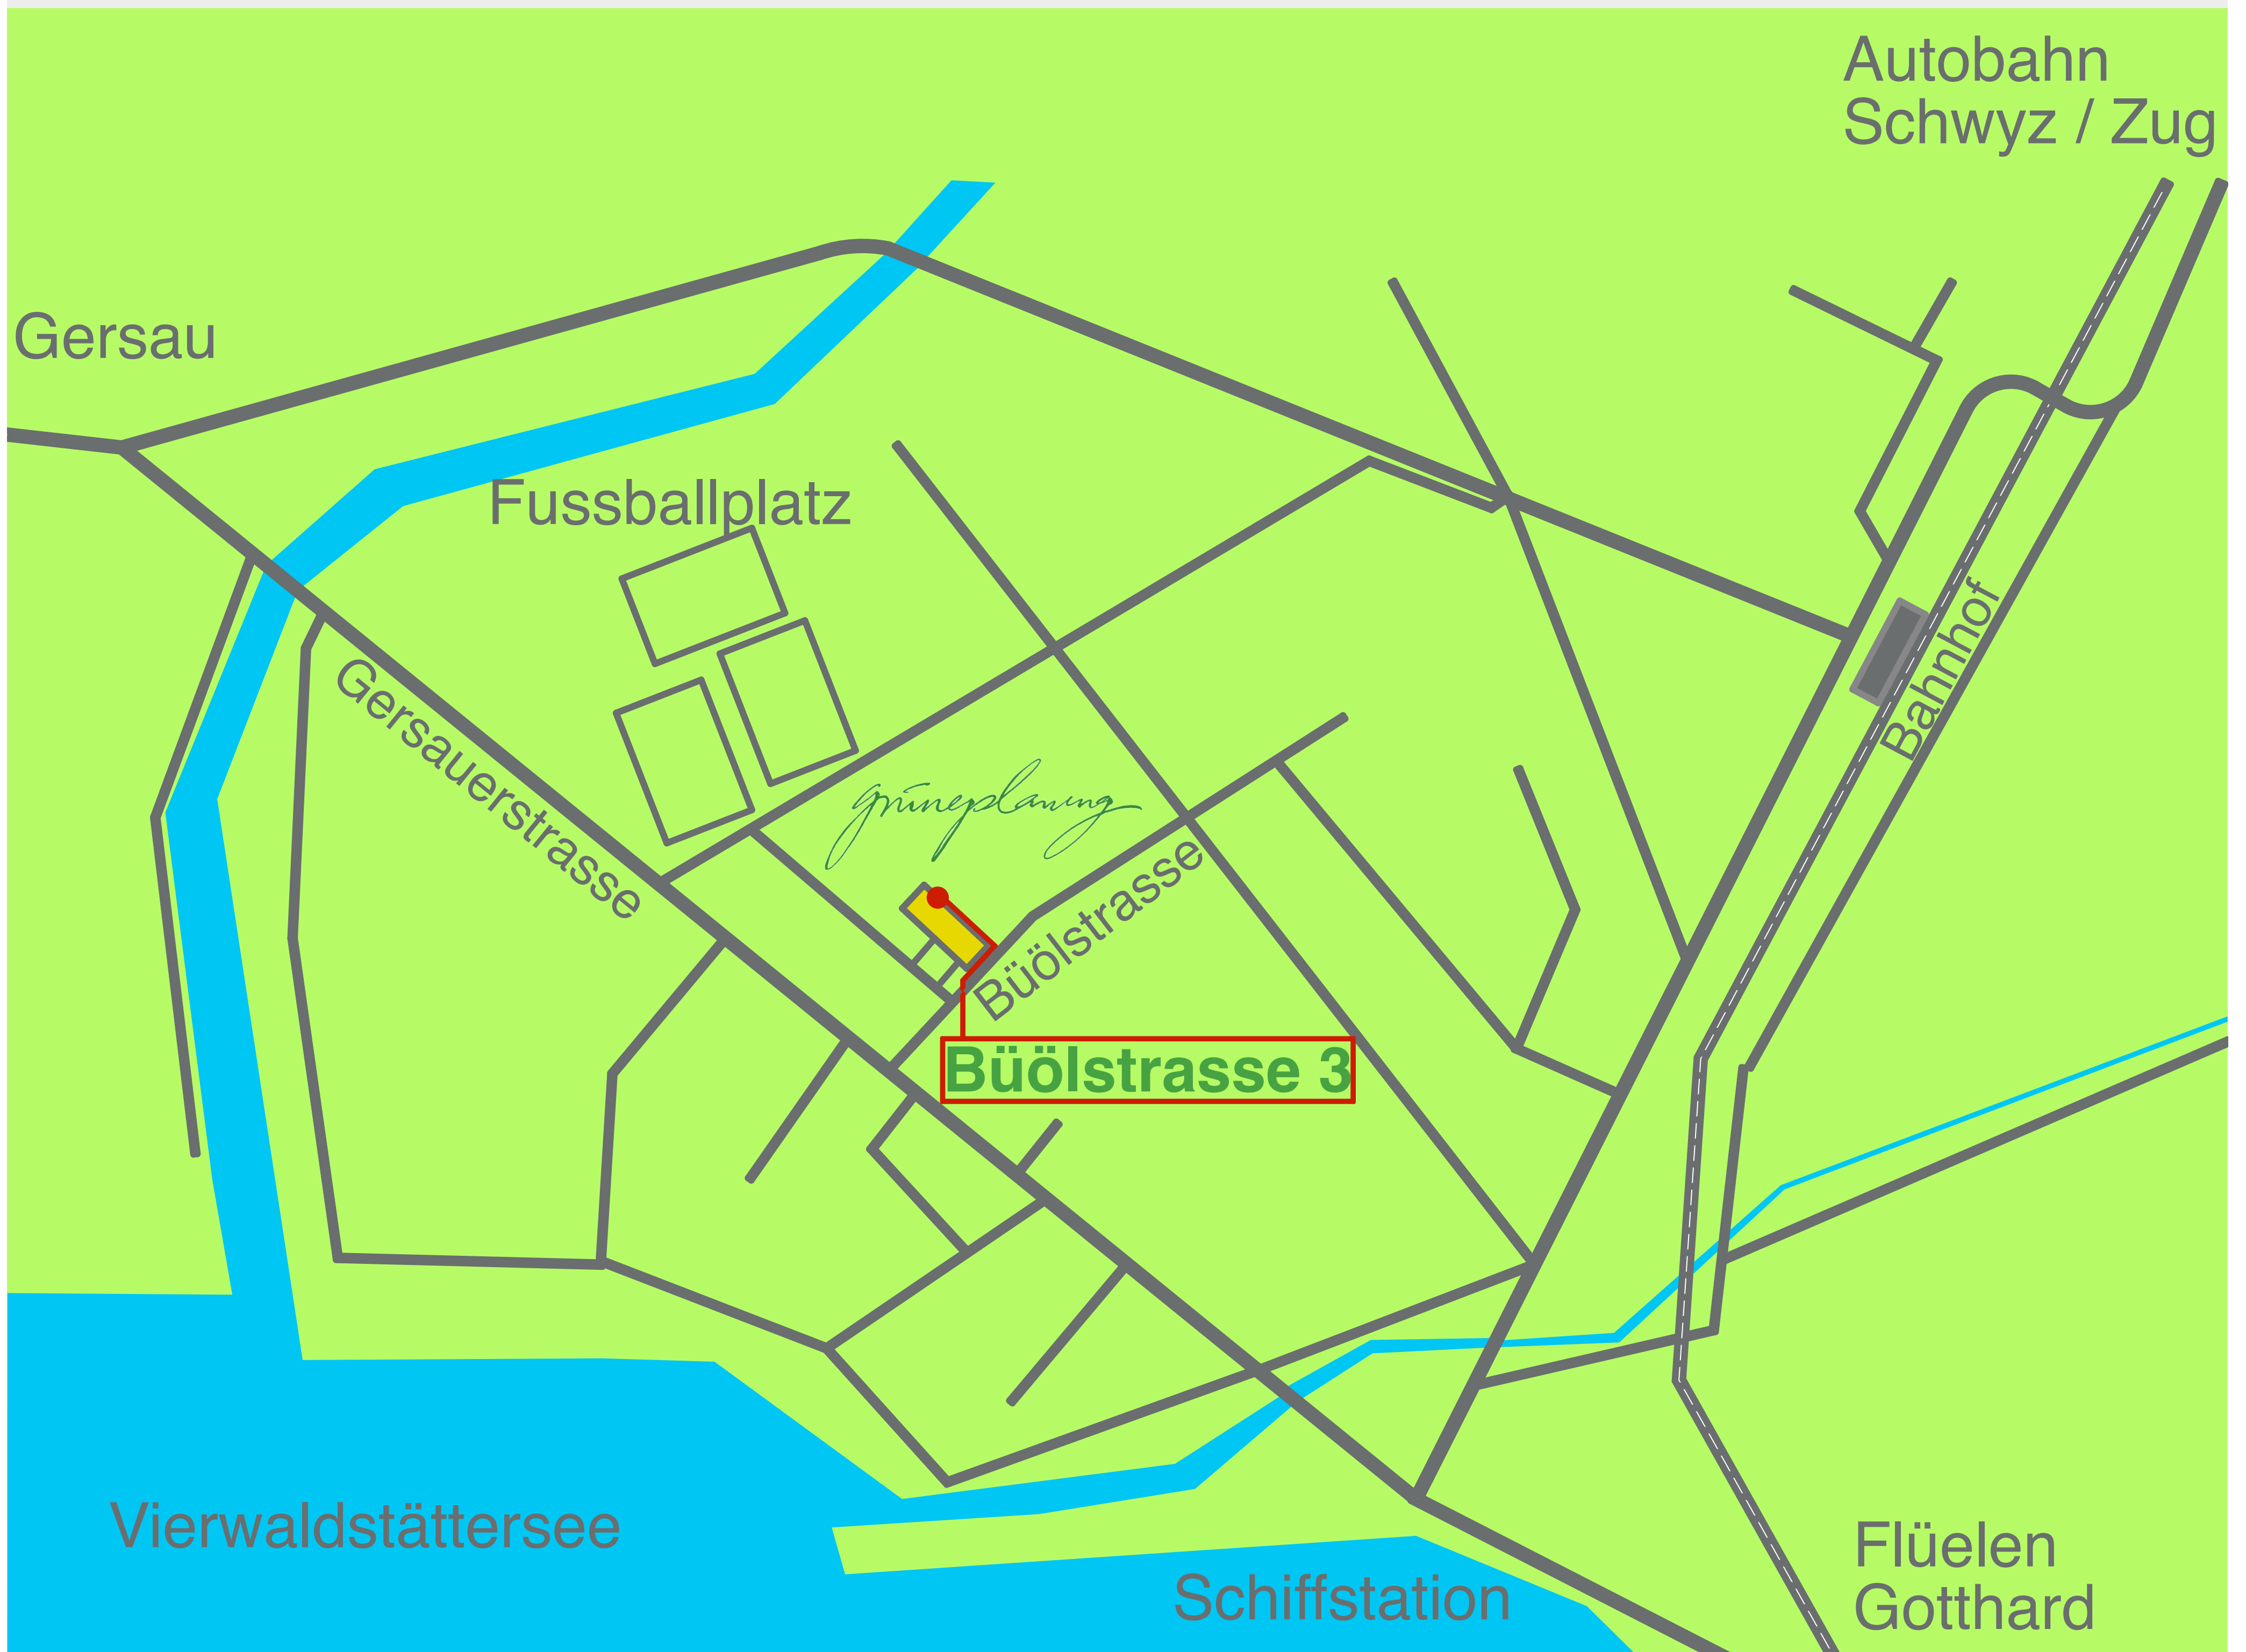 Autobahn
Schwyz / Zug
Gersau
Fussballplatz
Bahnhof
Gersauerstrasse
grüneplanung
Büölstrasse
Büölstrasse 3
Vierwaldstättersee
Schiffstation
Flüelen
Gotthard